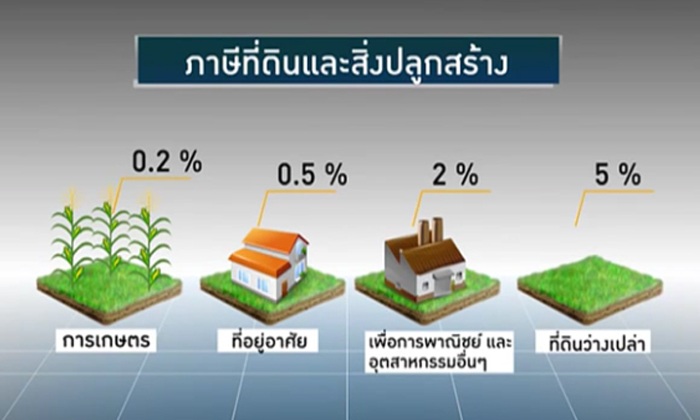 ภาษีที่ดินและสิ่งปลูกสร้าง
0.2 %
0.5 %
2 %
5 %
การเกษตร
ที่อยู่อาศัย
เพื่อการพาณิชย์ และ
อุตสาหกรรมอื่นๆ
ที่ดินว่างเปล่า